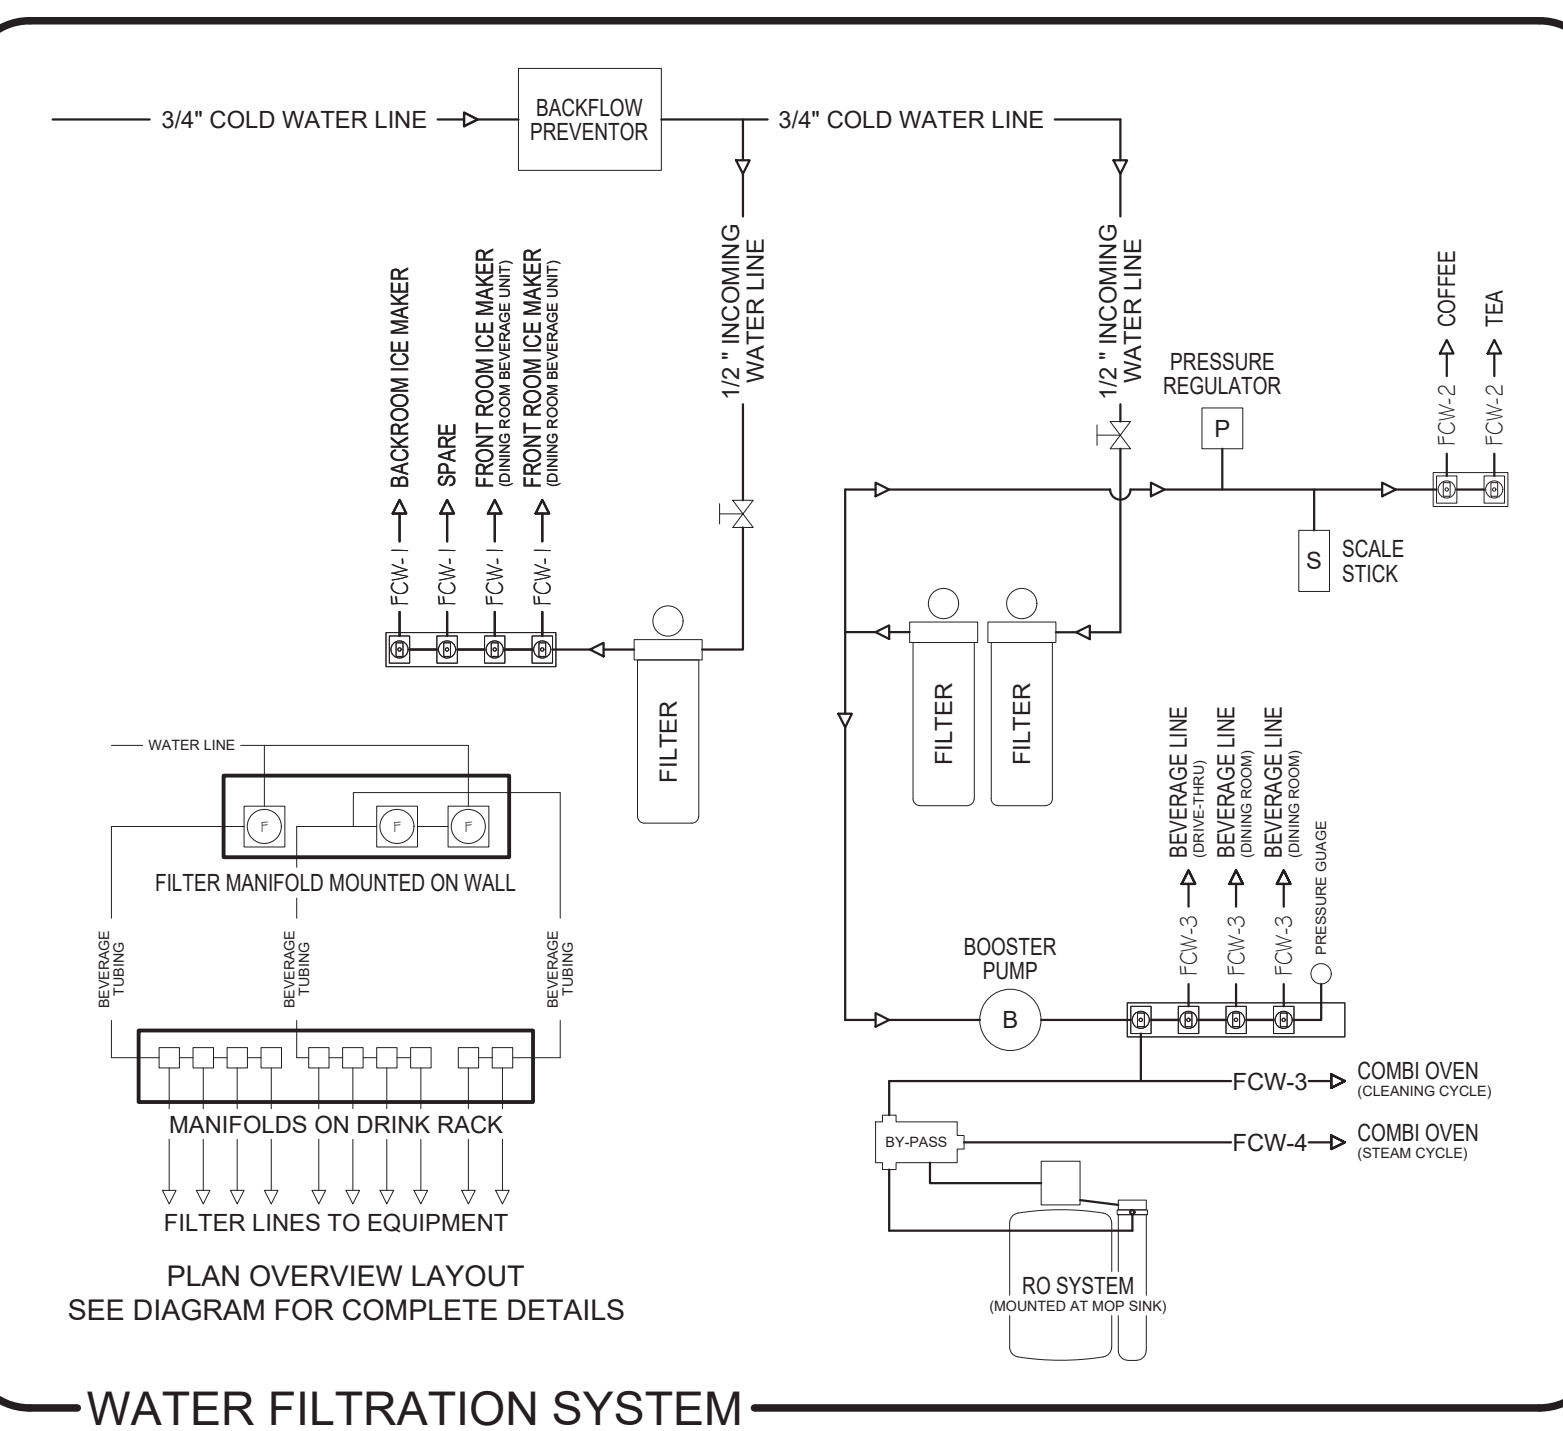 3/4" COLD WATER LINE
BACKFLOW
PREVENTOR
3/4" COLD WATER LINE
1/2 " INCOMING
WATER LINE
1/2 " INCOMING
WATER LINE
BACKROOM ICE MAKER
SPARE
FRONT ROOM ICE MAKER
(DINING ROOM BEVERAGE UNIT)
FRONT ROOM ICE MAKER
(DINING ROOM BEVERAGE UNIT)
FCW-1
FCW-1
FCW-1
FCW-1
FILTER
PRESSURE
REGULATOR
P
COFFEE
TEA
FCW-2
FCW-2
S
SCALE
STICK
FILTER
FILTER
WATER LINE
F
F
F
FILTER MANIFOLD MOUNTED ON WALL
BEVERAGE
TUBING
BEVERAGE
TUBING
BEVERAGE
TUBING
MANIFOLDS ON DRINK RACK
FILTER LINES TO EQUIPMENT
PLAN OVERVIEW LAYOUT
SEE DIAGRAM FOR COMPLETE DETAILS
BEVERAGE LINE
(DRIVE-THRU)
BEVERAGE LINE
(DINING ROOM)
BEVERAGE LINE
(DINING ROOM)
PRESSURE GUAGE
FCW-3
FCW-3
FCW-3
BOOSTER
PUMP
B
FCW-3
COMBI OVEN
(CLEANING CYCLE)
BY-PASS
FCW-4
COMBI OVEN
(STEAM CYCLE)
RO SYSTEM
(MOUNTED AT MOP SINK)
WATER FILTRATION SYSTEM